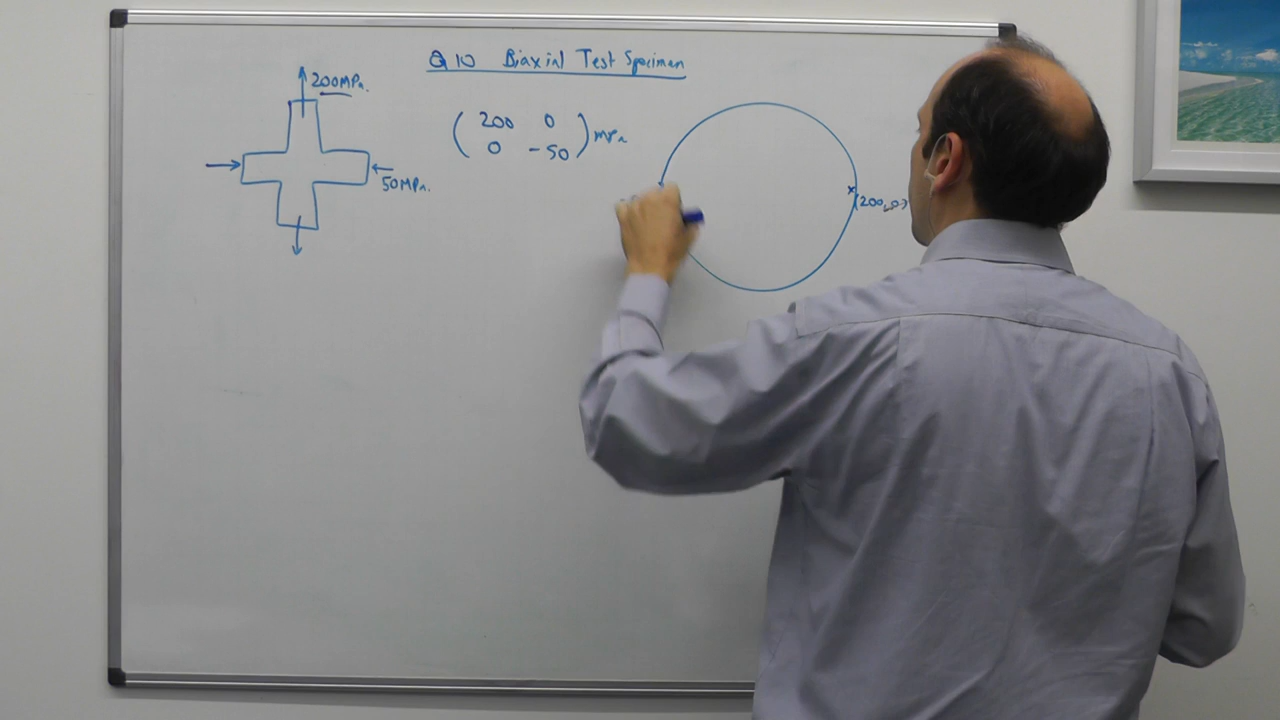 Q10 Biaxial Test Specimen
200MPa.
50MPa.
( 200 0
0 -50 ) MPa
(200,0)